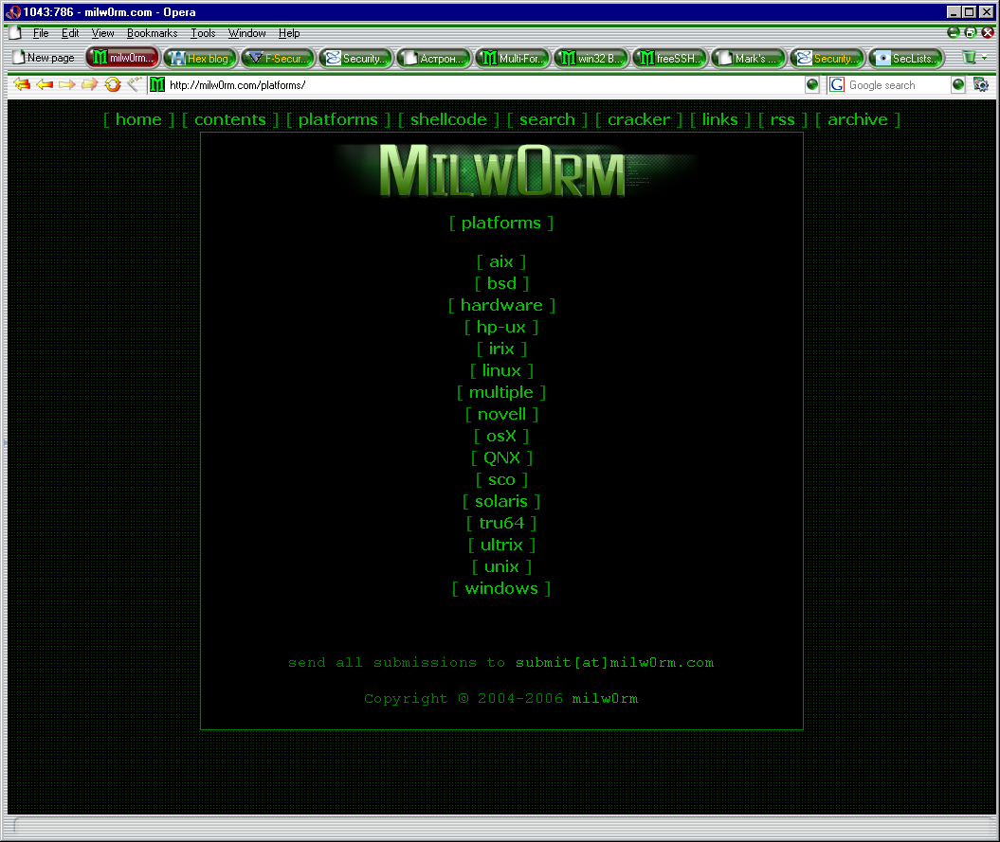 1043:786 - milw0rm.com - Opera
File Edit View Bookmarks Tools Window Help
New page milw0rm... Hex blog F-Secur... Security... Астрон... Multi-For... win32 B... freeSSH... Mark's ... Security... SecLists...
http://milw0rm.com/platforms/ Google search
[ home ] [ contents ] [ platforms ] [ shellcode ] [ search ] [ cracker ] [ links ] [ rss ] [ archive ]
MILW0RM
[ platforms ]
[ aix ]
[ bsd ]
[ hardware ]
[ hp-ux ]
[ irix ]
[ linux ]
[ multiple ]
[ novell ]
[ osX ]
[ QNX ]
[ sco ]
[ solaris ]
[ tru64 ]
[ ultrix ]
[ unix ]
[ windows ]
send all submissions to submit[at]milw0rm.com
Copyright © 2004-2006 milw0rm